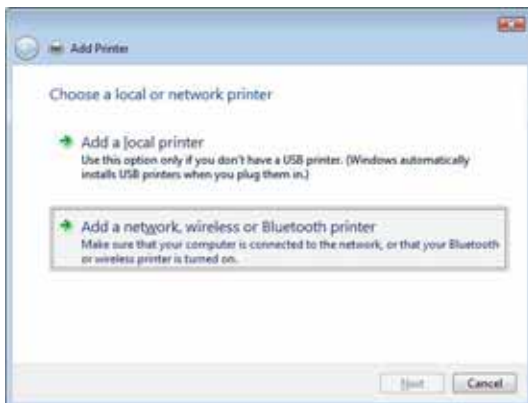 Add Printer
Choose a local or network printer
Add a local printer
Use this option only if you don't have a USB printer. (Windows automatically
installs USB printers when you plug them in.)
Add a network, wireless or Bluetooth printer
Make sure that your computer is connected to the network, or that your Bluetooth
or wireless printer is turned on.
Next
Cancel